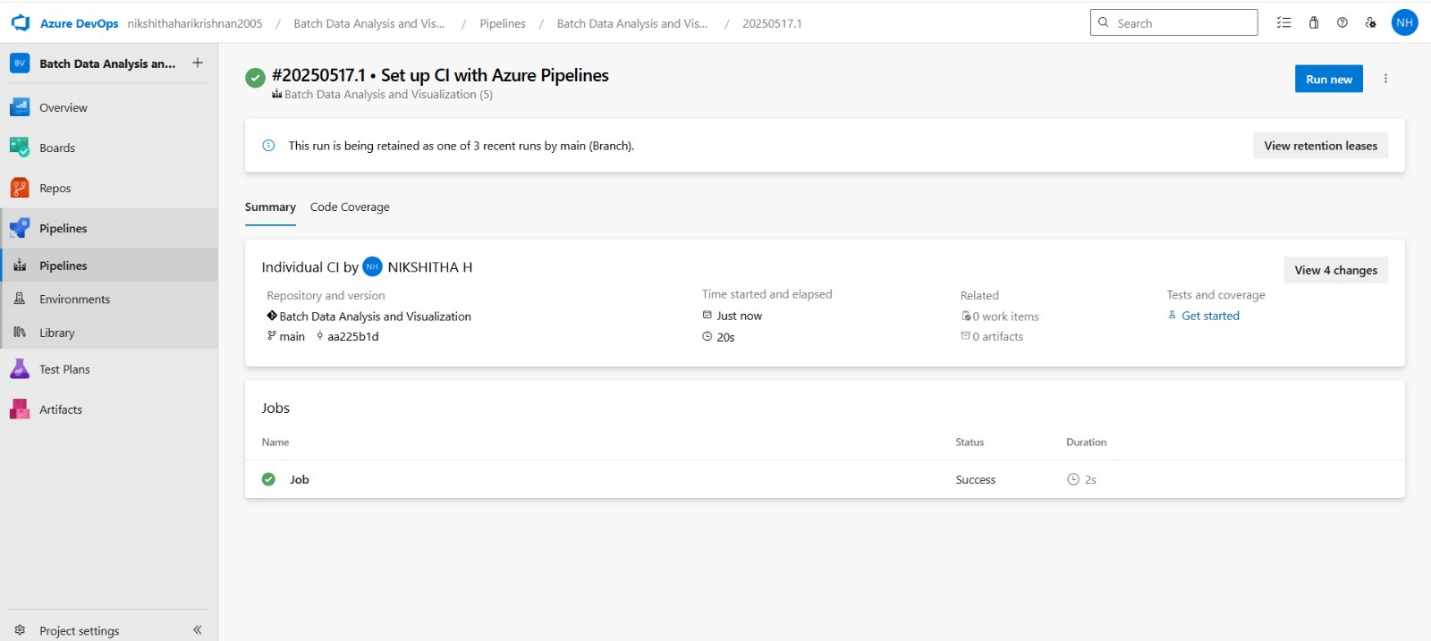 Azure DevOps nikshithaharikrishnan2005 / Batch Data Analysis and Vis... / Pipelines / Batch Data Analysis and Vis... / 20250517.1 Search NH
BV Batch Data Analysis an... +
Overview
Boards
Repos
Pipelines
Pipelines
Environments
Library
Test Plans
Artifacts
Project settings
#20250517.1 • Set up CI with Azure Pipelines
Batch Data Analysis and Visualization (5)
Run new
This run is being retained as one of 3 recent runs by main (Branch).
View retention leases
Summary Code Coverage
Individual CI by NH NIKSHITHA H
View 4 changes
Repository and version
Batch Data Analysis and Visualization
main aa225b1d
Time started and elapsed
Just now
20s
Related
0 work items
0 artifacts
Tests and coverage
Get started
Jobs
Name Status Duration
Job Success 2s